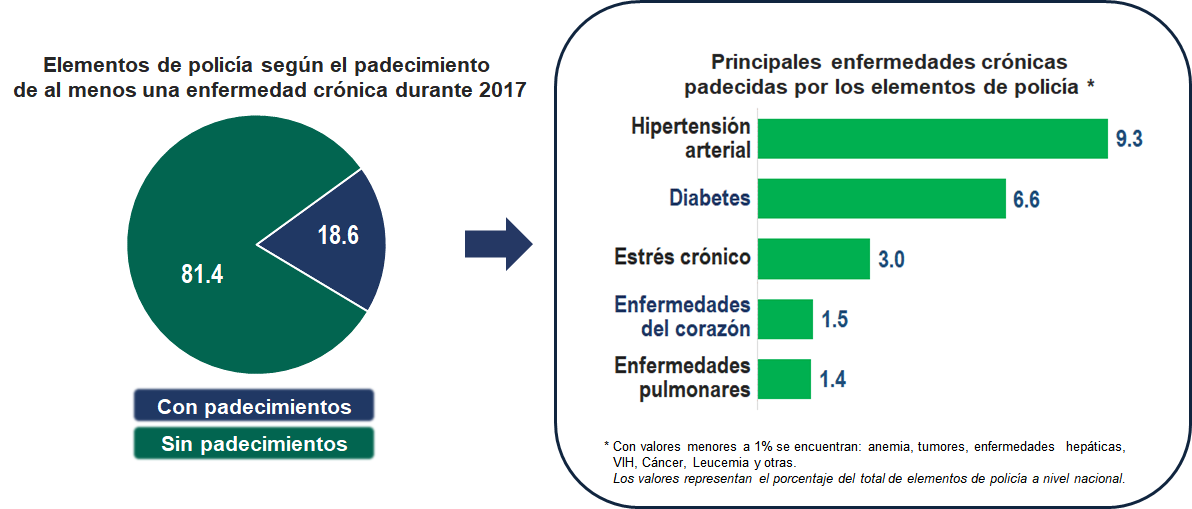 Elementos de policía según el padecimiento
de al menos una enfermedad crónica durante 2017
18.6
81.4
Con padecimientos
Sin padecimientos
Principales enfermedades crónicas
padecidas por los elementos de policía *
Hipertensión
arterial
9.3
Diabetes
6.6
Estrés crónico
3.0
Enfermedades
del corazón
1.5
Enfermedades
pulmonares
1.4
* Con valores menores a 1% se encuentran: anemia, tumores, enfermedades hepáticas,
VIH, Cáncer, Leucemia y otras.
Los valores representan el porcentaje del total de elementos de policía a nivel nacional.